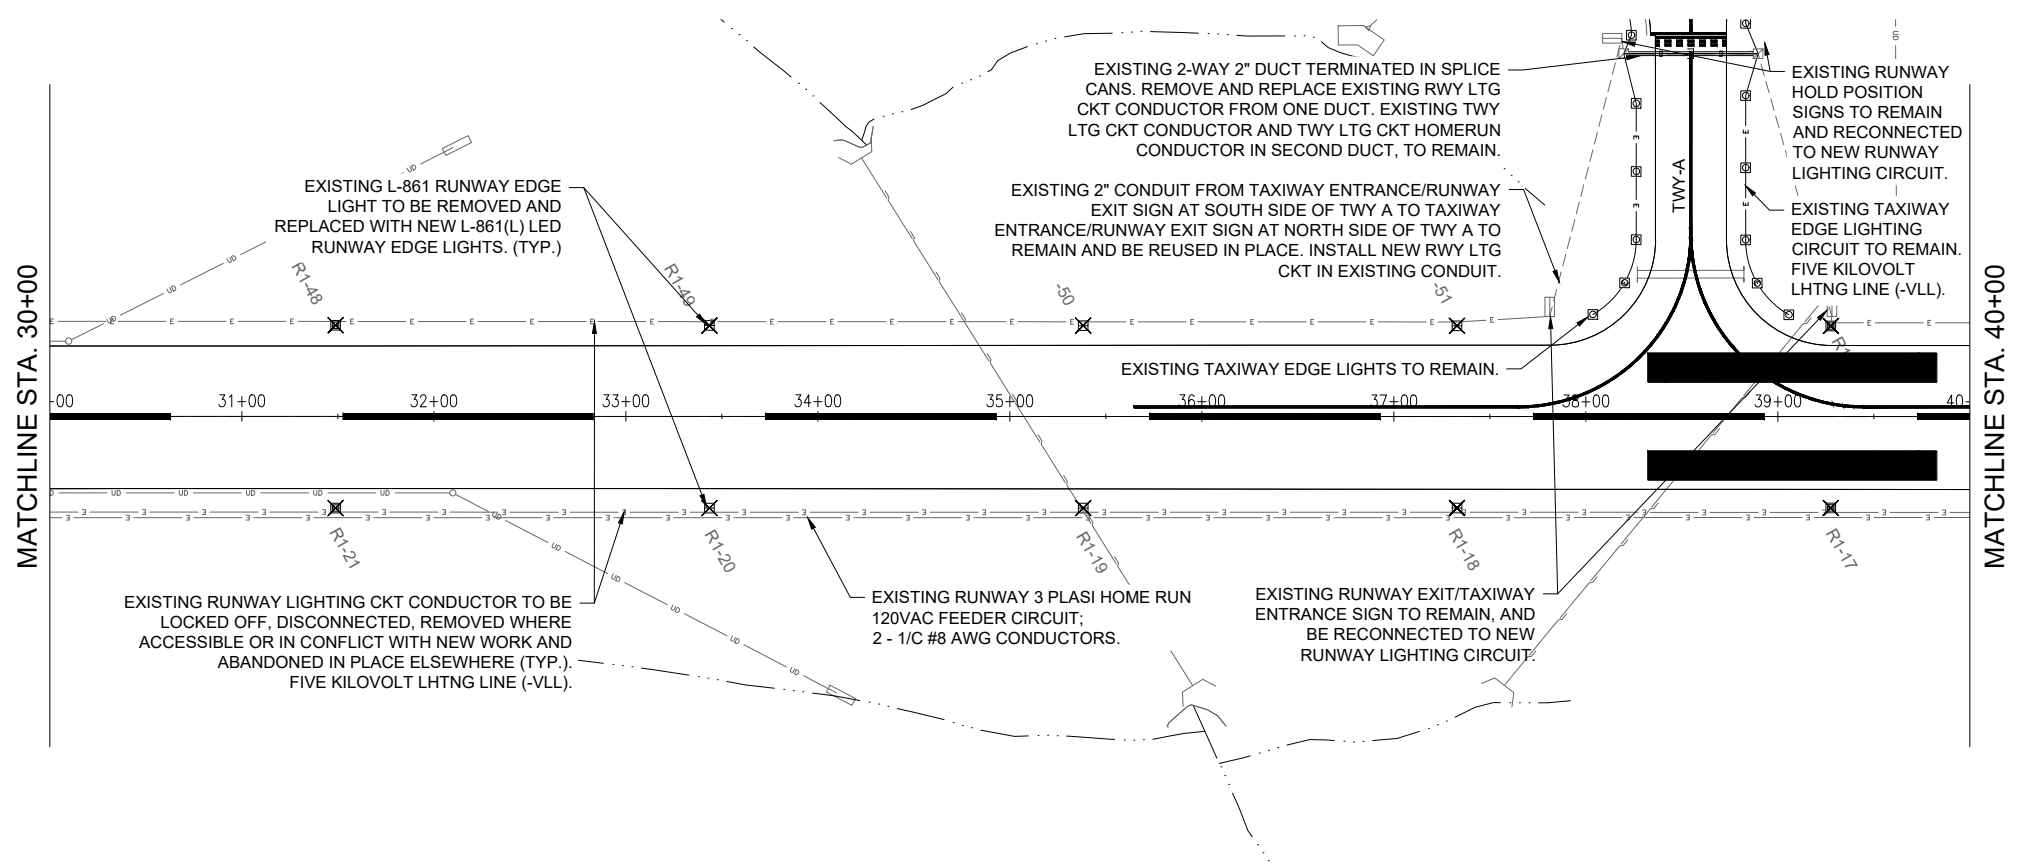 EXISTING 2-WAY 2" DUCT TERMINATED IN SPLICE
CANS. REMOVE AND REPLACE EXISTING RWY LTG
CKT CONDUCTOR FROM ONE DUCT. EXISTING TWY
LTG CKT CONDUCTOR AND TWY LTG CKT HOMERUN
CONDUCTOR IN SECOND DUCT, TO REMAIN.
EXISTING RUNWAY
HOLD POSITION
SIGNS TO REMAIN
AND RECONNECTED
TO NEW RUNWAY
LIGHTING CIRCUIT.
EXISTING L-861 RUNWAY EDGE
LIGHT TO BE REMOVED AND
REPLACED WITH NEW L-861(L) LED
RUNWAY EDGE LIGHTS. (TYP.)
EXISTING 2" CONDUIT FROM TAXIWAY ENTRANCE/RUNWAY
EXIT SIGN AT SOUTH SIDE OF TWY A TO TAXIWAY
ENTRANCE/RUNWAY EXIT SIGN AT NORTH SIDE OF TWY A TO
REMAIN AND BE REUSED IN PLACE. INSTALL NEW RWY LTG
CKT IN EXISTING CONDUIT.
TWY-A
EXISTING TAXIWAY
EDGE LIGHTING
CIRCUIT TO REMAIN.
FIVE KILOVOLT
LHTNG LINE (-VLL).
MATCHLINE STA. 30+00
R1-48
R1-49
-50
-51
R1
MATCHLINE STA. 40+00
EXISTING TAXIWAY EDGE LIGHTS TO REMAIN.
-00
31+00
32+00
33+00
34+00
35+00
36+00
37+00
38+00
39+00
40-
UD UD UD UD UD UD
R1-21
R1-20
R1-19
R1-18
R1-17
EXISTING RUNWAY LIGHTING CKT CONDUCTOR TO BE
LOCKED OFF, DISCONNECTED, REMOVED WHERE
ACCESSIBLE OR IN CONFLICT WITH NEW WORK AND
ABANDONED IN PLACE ELSEWHERE (TYP.).
FIVE KILOVOLT LHTNG LINE (-VLL).
EXISTING RUNWAY 3 PLASI HOME RUN
120VAC FEEDER CIRCUIT;
2 - 1/C #8 AWG CONDUCTORS.
EXISTING RUNWAY EXIT/TAXIWAY
ENTRANCE SIGN TO REMAIN, AND
BE RECONNECTED TO NEW
RUNWAY LIGHTING CIRCUIT.